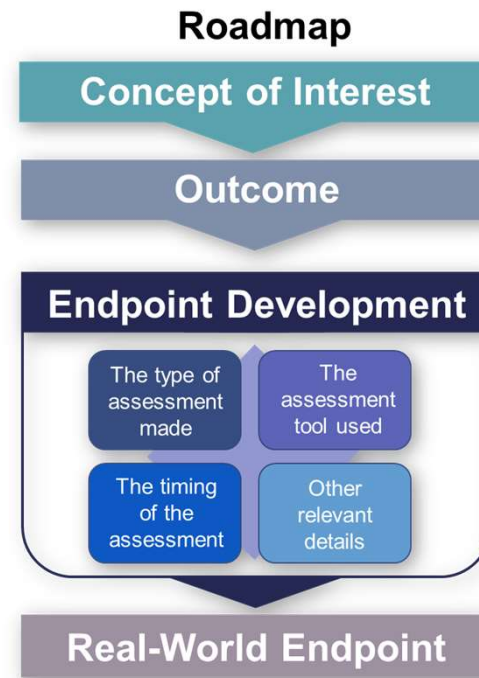 Roadmap
Concept of Interest
Outcome
Endpoint Development
The type of
assessment
made
The
assessment
tool used
The timing
of the
assessment
Other
relevant
details
Real-World Endpoint